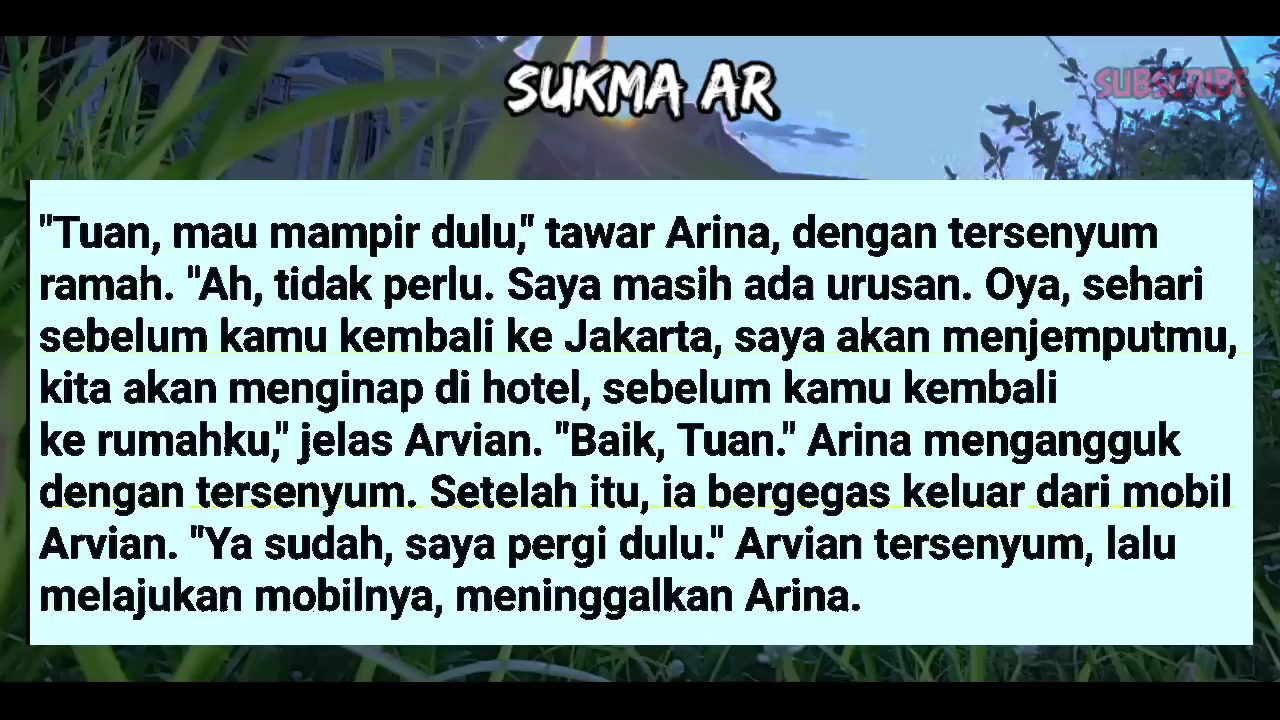 SUKMA AR
SUBSCRIBE
"Tuan, mau mampir dulu," tawar Arina, dengan tersenyum
ramah. "Ah, tidak perlu. Saya masih ada urusan. Oya, sehari
sebelum kamu kembali ke Jakarta, saya akan menjemputmu,
kita akan menginap di hotel, sebelum kamu kembali
ke rumahku," jelas Arvian. "Baik, Tuan." Arina mengangguk
dengan tersenyum. Setelah itu, ia bergegas keluar dari mobil
Arvian. "Ya sudah, saya pergi dulu." Arvian tersenyum, lalu
melajukan mobilnya, meninggalkan Arina.